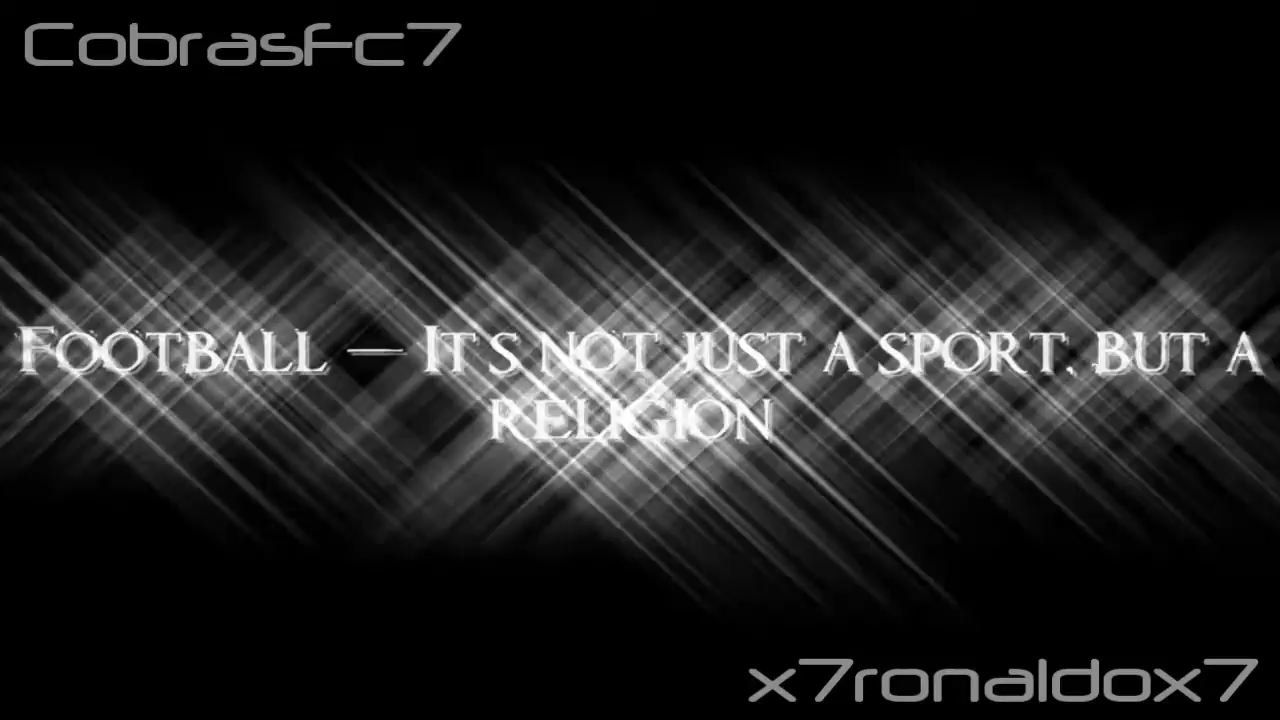 Cobrasfc7
Football – It's not just a sport, but a
religion
x7ronaldox7